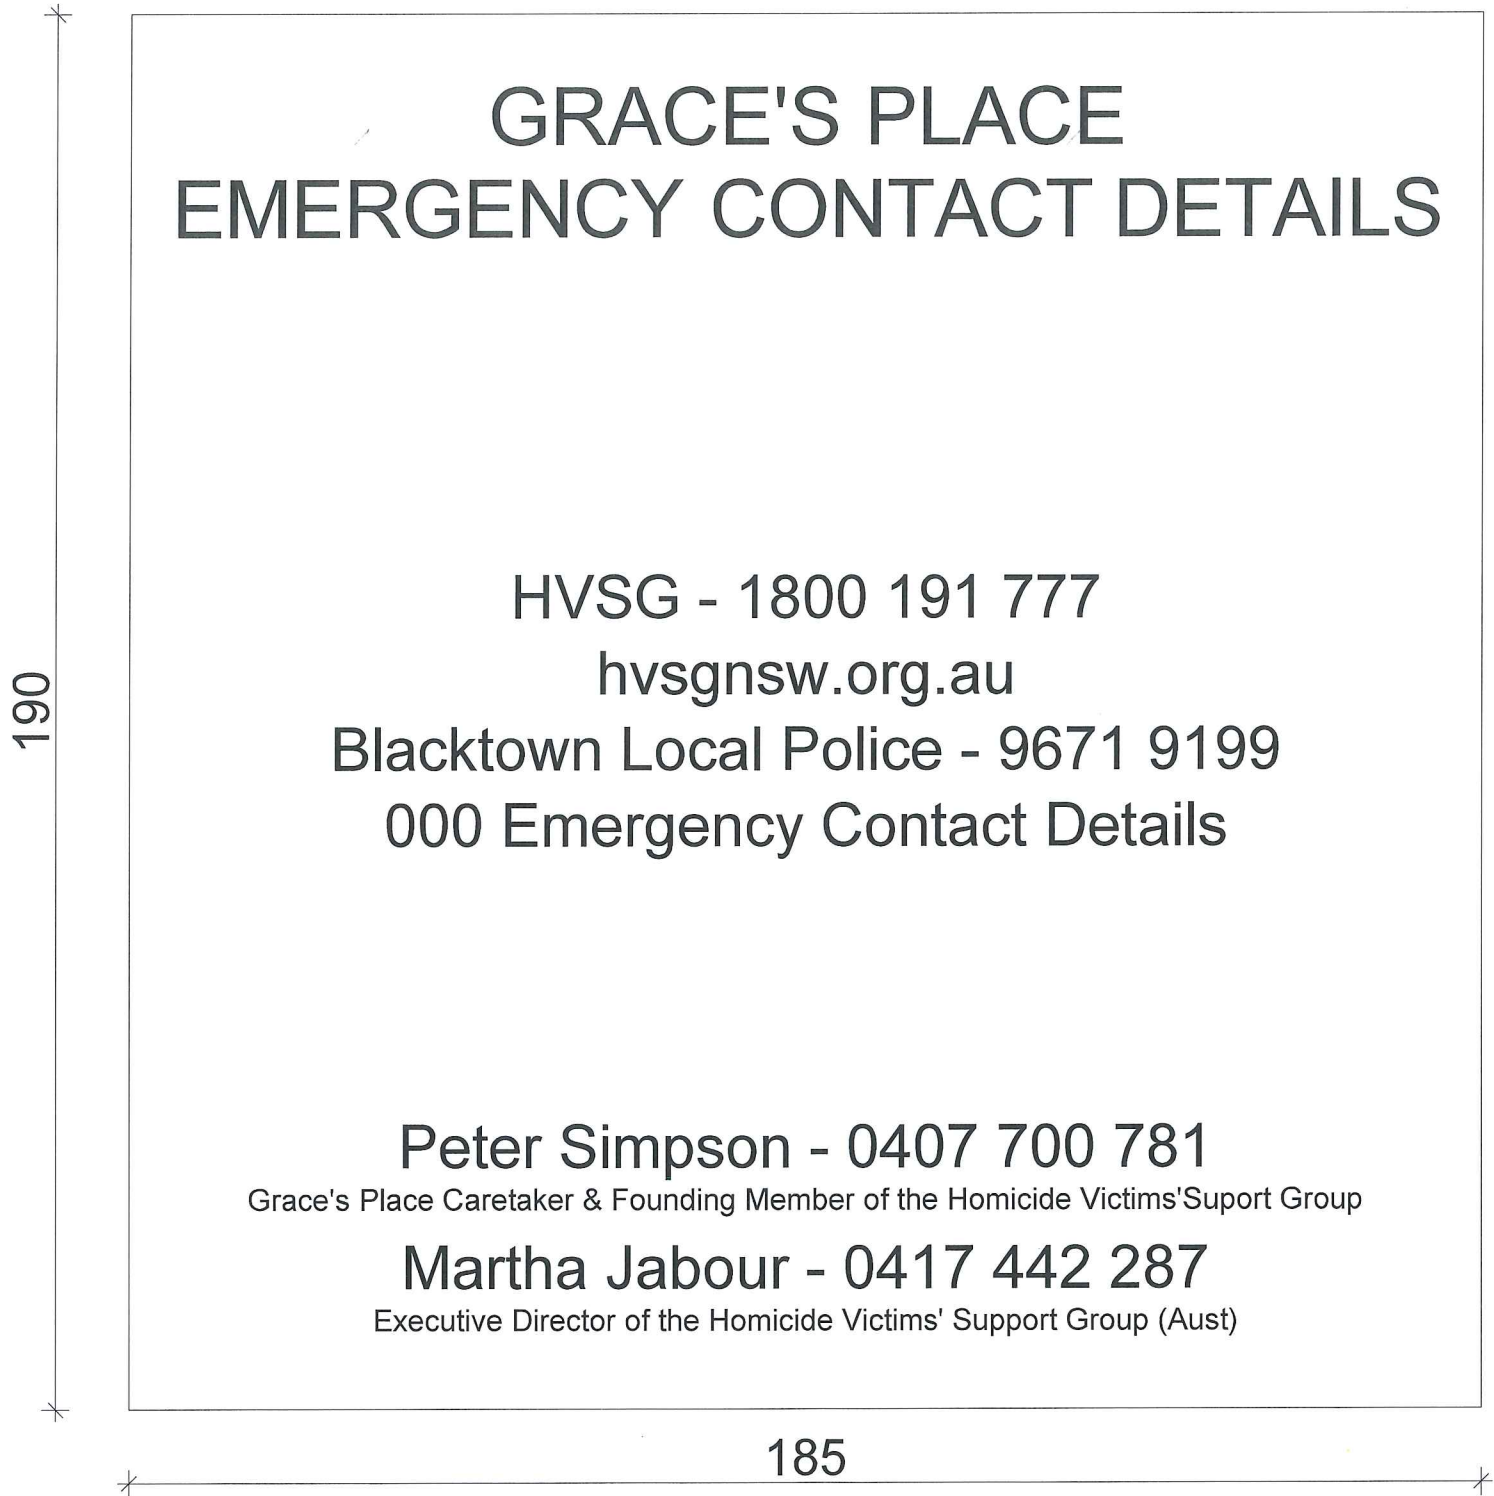 GRACE'S PLACE
EMERGENCY CONTACT DETAILS
190
HVSG - 1800 191 777
hvsgnsw.org.au
Blacktown Local Police - 9671 9199
000 Emergency Contact Details
Peter Simpson - 0407 700 781
Grace's Place Caretaker & Founding Member of the Homicide Victims'Suport Group
Martha Jabour - 0417 442 287
Executive Director of the Homicide Victims' Support Group (Aust)
185